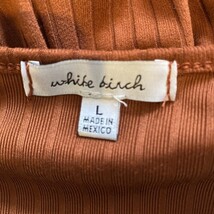 white birch
L
MADE IN
MEXICO